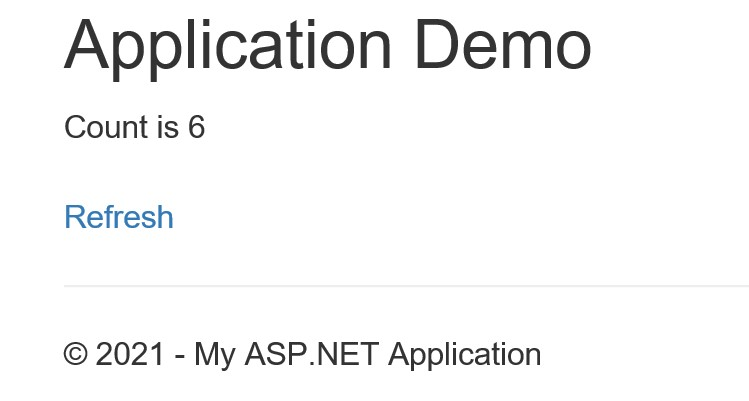 Application Demo
Count is 6
Refresh
© 2021 - My ASP.NET Application